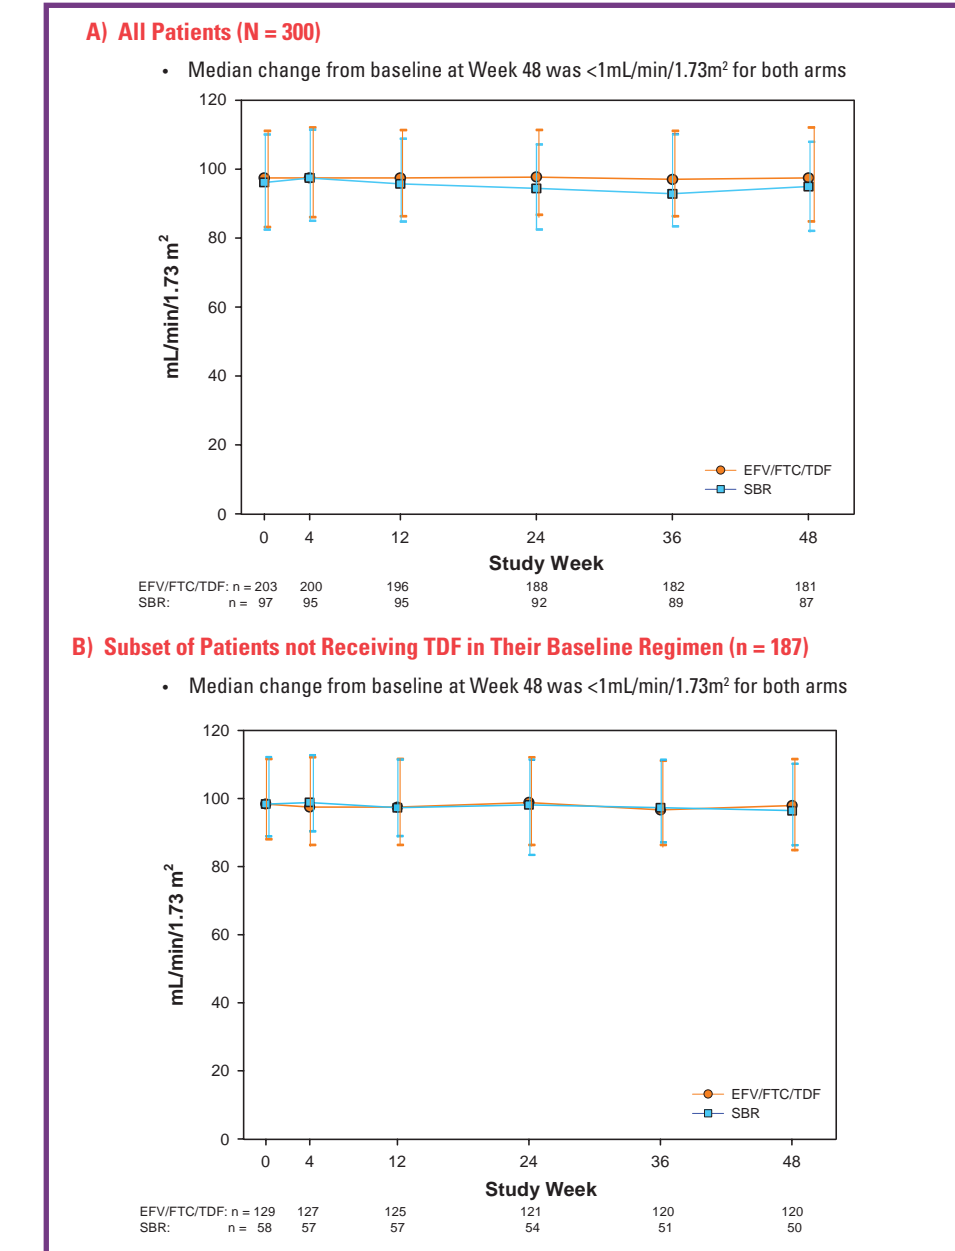 A) All Patients (N = 300)
• Median change from baseline at Week 48 was <1mL/min/1.73m² for both arms
120
100
80
60
40
20
0
mL/min/1.73 m²
EFV/FTC/TDF
SBR
0 4 12 24 36 48
Study Week
EFV/FTC/TDF: n = 203 200 196 188 182 181
SBR: n = 97 95 95 92 89 87
B) Subset of Patients not Receiving TDF in Their Baseline Regimen (n = 187)
• Median change from baseline at Week 48 was <1mL/min/1.73m² for both arms
120
100
80
60
40
20
0
mL/min/1.73 m²
EFV/FTC/TDF
SBR
0 4 12 24 36 48
Study Week
EFV/FTC/TDF: n = 129 127 125 121 120 120
SBR: n = 58 57 57 54 51 50